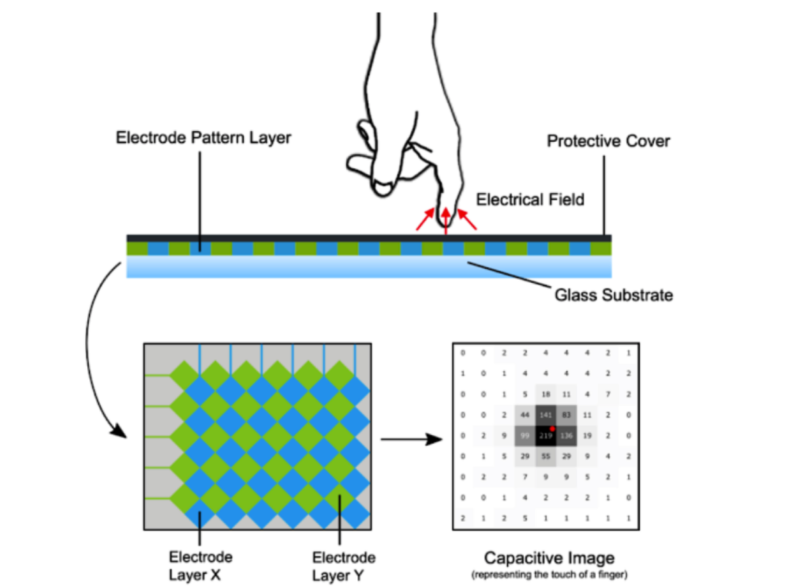 Electrode Pattern Layer
Protective Cover
Electrical Field
Glass Substrate
0 0 2 2 4 4 4 2 1
1 0 1 4 4 4 4 2 2
0 0 1 5 18 11 4 7 2
0 0 2 44 141 83 11 2 0
0 2 9 99 219 136 19 2 0
0 1 5 29 55 29 9 4 2
0 2 2 7 9 9 5 2 1
0 0 1 4 2 2 2 1 0
2 1 2 5 1 1 1 1 1
Electrode
Layer X
Electrode
Layer Y
Capacitive Image
(representing the touch of a finger)